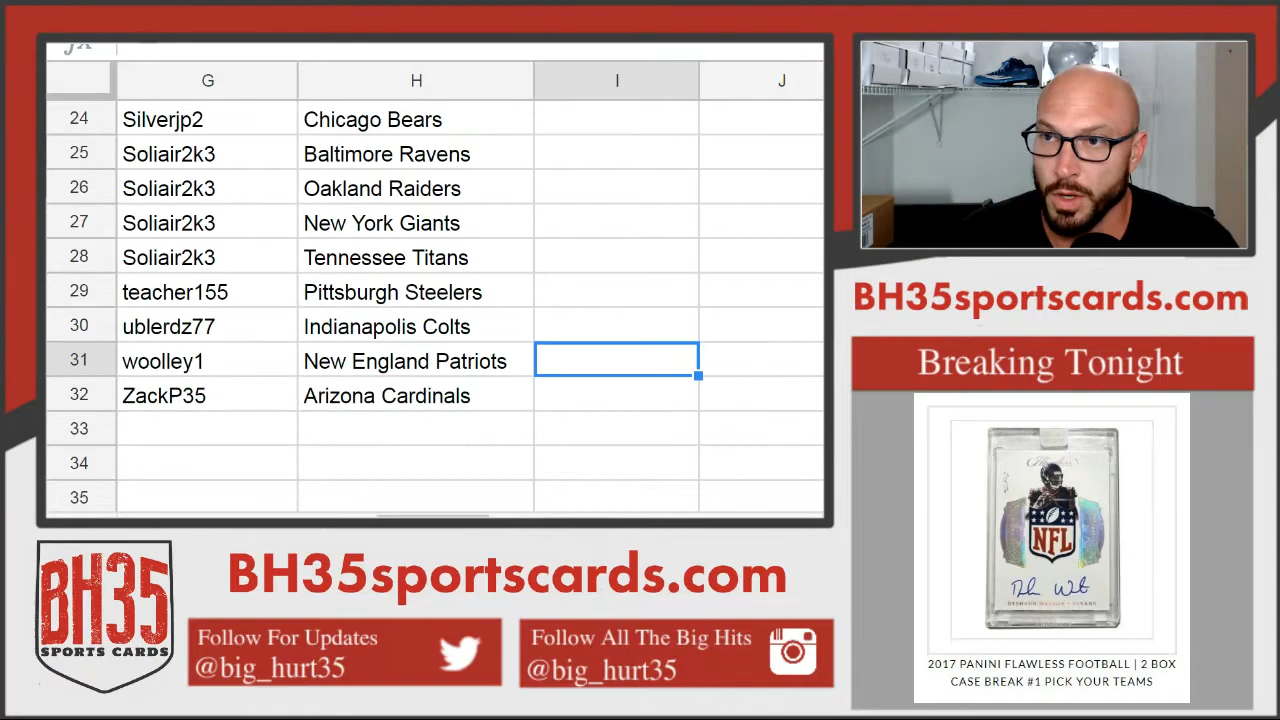 G H I J
24 Silverjp2 Chicago Bears
25 Soliair2k3 Baltimore Ravens
26 Soliair2k3 Oakland Raiders
27 Soliair2k3 New York Giants
28 Soliair2k3 Tennessee Titans
29 teacher155 Pittsburgh Steelers
30 ublerdz77 Indianapolis Colts
31 woolley1 New England Patriots
32 ZackP35 Arizona Cardinals
33
34
35
BH35sportscards.com
Breaking Tonight
NFL
2017 PANINI FLAWLESS FOOTBALL | 2 BOX
CASE BREAK #1 PICK YOUR TEAMS
BH35
SPORTS CARDS
BH35sportscards.com
Follow For Updates
@big_hurt35
Follow All The Big Hits
@big_hurt35